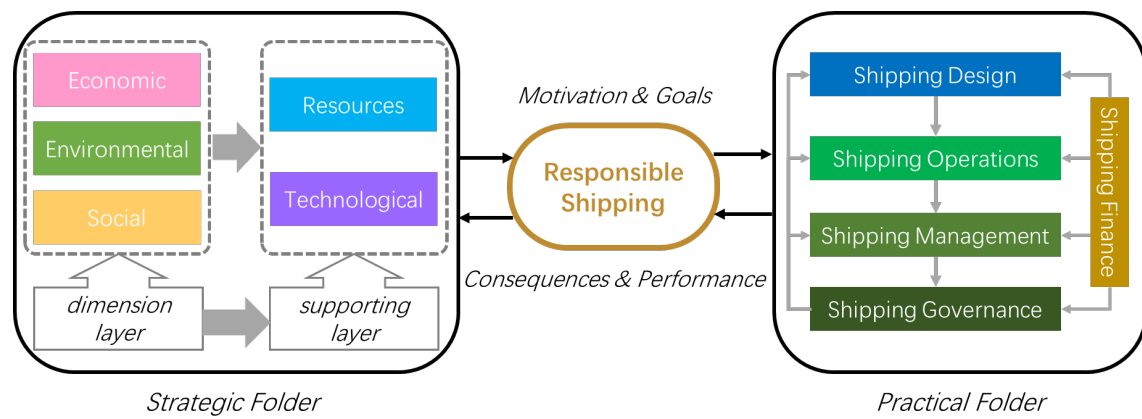 Economic
Environmental
Social
Resources
Technological
dimension
layer
supporting
layer
Strategic Folder
Motivation & Goals
Responsible
Shipping
Consequences & Performance
Shipping Design
Shipping Operations
Shipping Management
Shipping Governance
Shipping Finance
Practical Folder